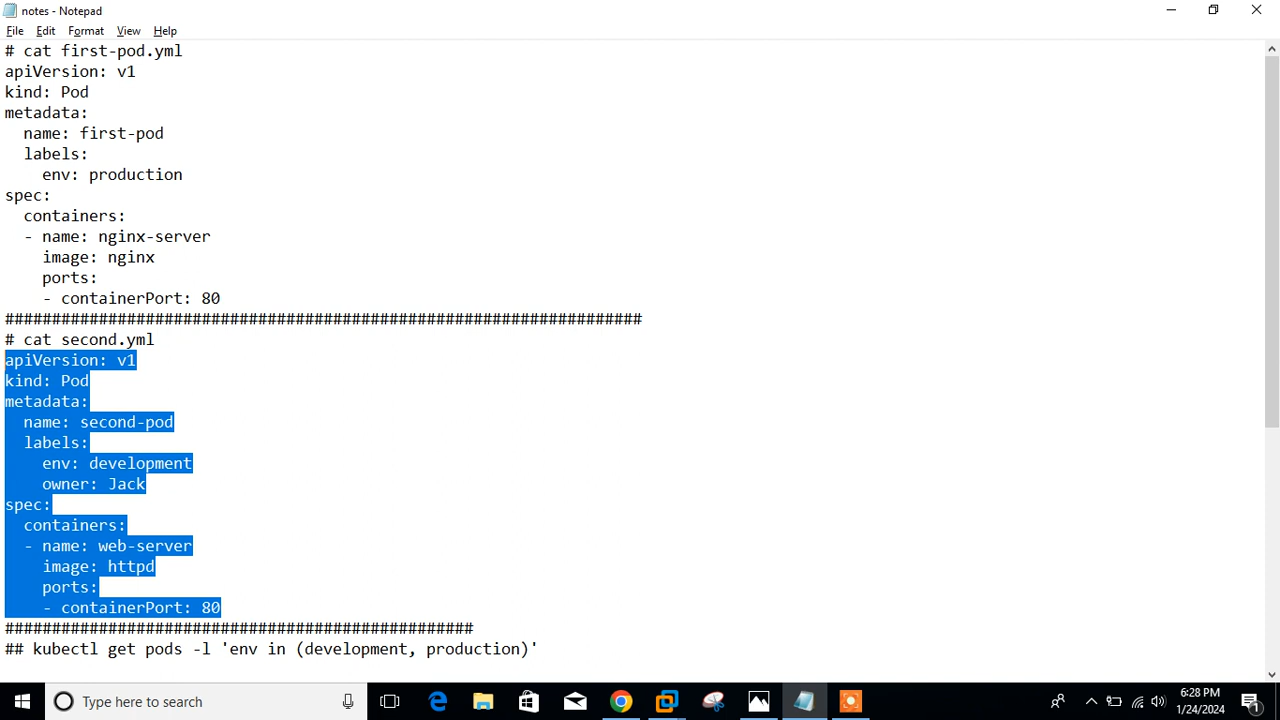 notes - Notepad
File Edit Format View Help
# cat first-pod.yml
apiVersion: v1
kind: Pod
metadata:
  name: first-pod
  labels:
    env: production
spec:
  containers:
  - name: nginx-server
    image: nginx
    ports:
    - containerPort: 80
####################################################################
# cat second.yml
apiVersion: v1
kind: Pod
metadata:
  name: second-pod
  labels:
    env: development
    owner: Jack
spec:
  containers:
  - name: web-server
    image: httpd
    ports:
    - containerPort: 80
##################################################
## kubectl get pods -l 'env in (development, production)'
Type here to search
6:28 PM
1/24/2024
1